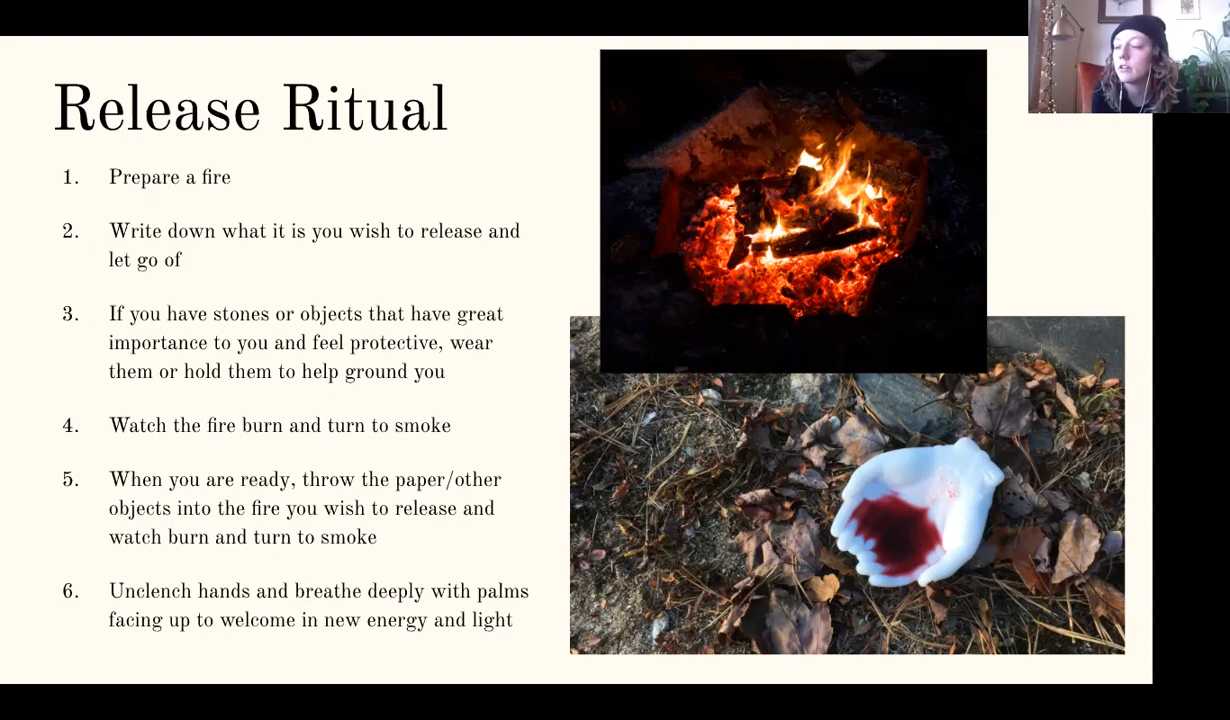 Release Ritual
1. Prepare a fire
2. Write down what it is you wish to release and
let go of
3. If you have stones or objects that have great
importance to you and feel protective, wear
them or hold them to help ground you
4. Watch the fire burn and turn to smoke
5. When you are ready, throw the paper/other
objects into the fire you wish to release and
watch burn and turn to smoke
6. Unclench hands and breathe deeply with palms
facing up to welcome in new energy and light